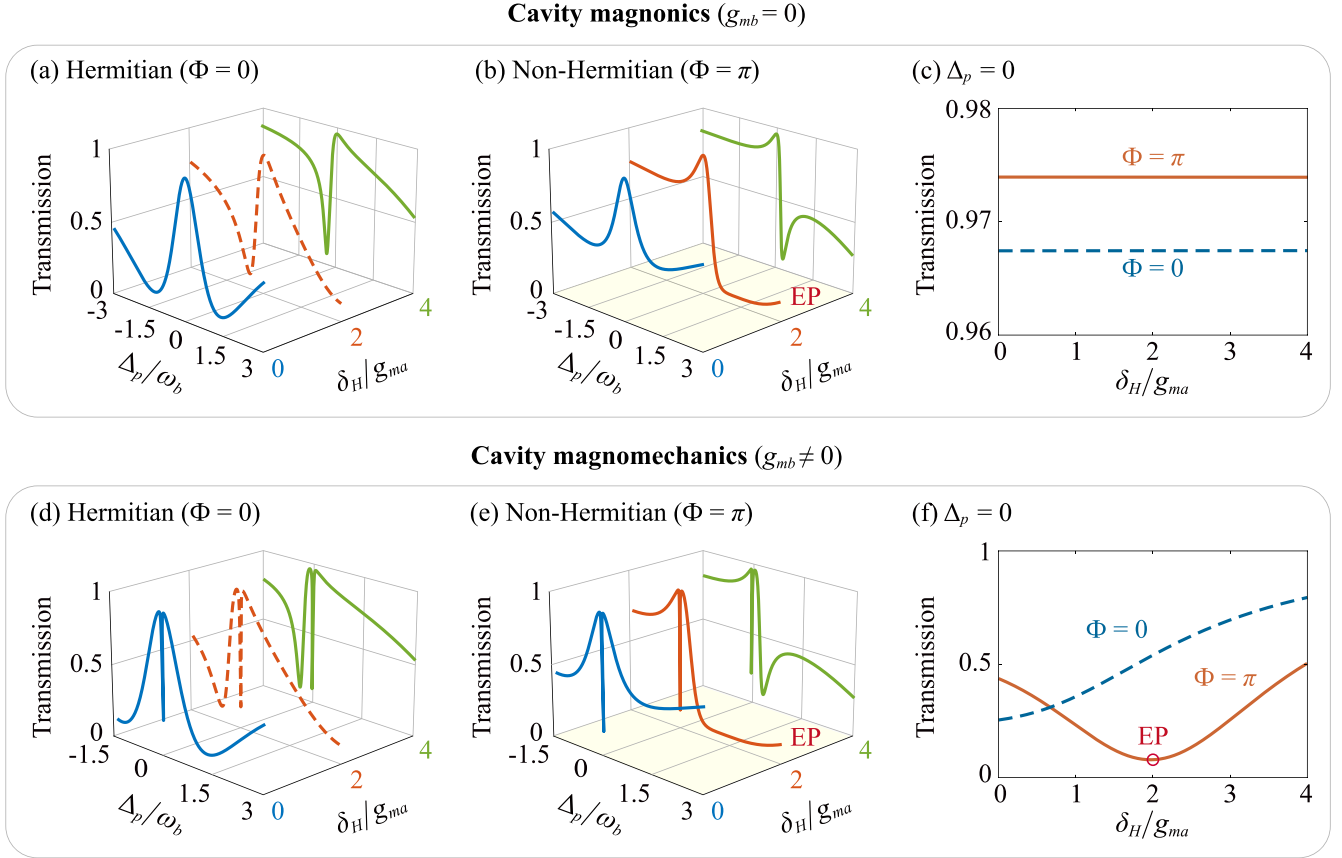 Cavity magnonics (g_mb = 0)
(a) Hermitian (Φ = 0)
Transmission
1
0.5
0
-3
-1.5
0
1.5
3
Δ_p/ω_b
0
2
4
δ_H/g_ma
(b) Non-Hermitian (Φ = π)
Transmission
1
0.5
0
-3
-1.5
0
1.5
3
Δ_p/ω_b
EP
0
2
4
δ_H/g_ma
(c) Δ_p = 0
0.98
0.97
0.96
Φ = π
Φ = 0
0
1
2
3
4
δ_H/g_ma
Cavity magnomechanics (g_mb ≠ 0)
(d) Hermitian (Φ = 0)
Transmission
1
0.5
0
-1.5
0
1.5
3
Δ_p/ω_b
0
2
4
δ_H/g_ma
(e) Non-Hermitian (Φ = π)
Transmission
1
0.5
0
-1.5
0
1.5
3
Δ_p/ω_b
EP
0
2
4
δ_H/g_ma
(f) Δ_p = 0
Transmission
1
0.5
0
Φ = 0
Φ = π
EP
0
1
2
3
4
δ_H/g_ma